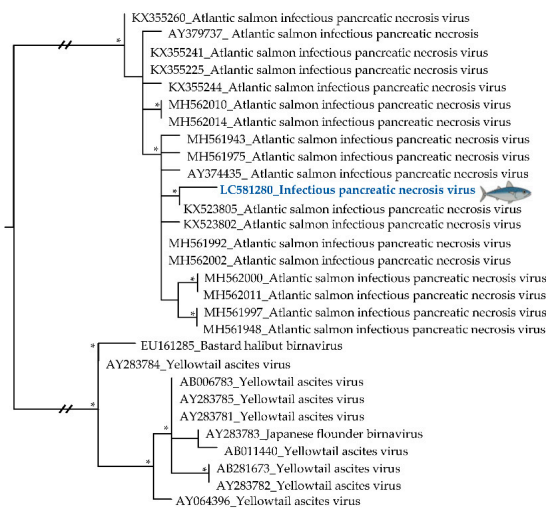 KX355260_Atlantic salmon infectious pancreatic necrosis virus
AY379737_ Atlantic salmon infectious pancreatic necrosis
KX355241_Atlantic salmon infectious pancreatic necrosis virus
KX355225_Atlantic salmon infectious pancreatic necrosis virus
KX355244_Atlantic salmon infectious pancreatic necrosis virus
MH562010_Atlantic salmon infectious pancreatic necrosis virus
MH562014_Atlantic salmon infectious pancreatic necrosis virus
MH561943_Atlantic salmon infectious pancreatic necrosis virus
MH561975_Atlantic salmon infectious pancreatic necrosis virus
AY374435_ Atlantic salmon infectious pancreatic necrosis virus
LC581280_Infectious pancreatic necrosis virus
KX523805_Atlantic salmon infectious pancreatic necrosis virus
KX523802_Atlantic salmon infectious pancreatic necrosis virus
MH561992_Atlantic salmon infectious pancreatic necrosis virus
MH562002_Atlantic salmon infectious pancreatic necrosis virus
MH562000_Atlantic salmon infectious pancreatic necrosis virus
MH562011_Atlantic salmon infectious pancreatic necrosis virus
MH561997_Atlantic salmon infectious pancreatic necrosis virus
MH561948_Atlantic salmon infectious pancreatic necrosis virus
EU161285_Bastard halibut birnavirus
AY283784_Yellowtail ascites virus
AB006783_Yellowtail ascites virus
AY283785_Yellowtail ascites virus
AY283781_Yellowtail ascites virus
AY283783_Japanese flounder birnavirus
AB011440_Yellowtail ascites virus
AB281673_Yellowtail ascites virus
AY283782_Yellowtail ascites virus
AY064396_Yellowtail ascites virus